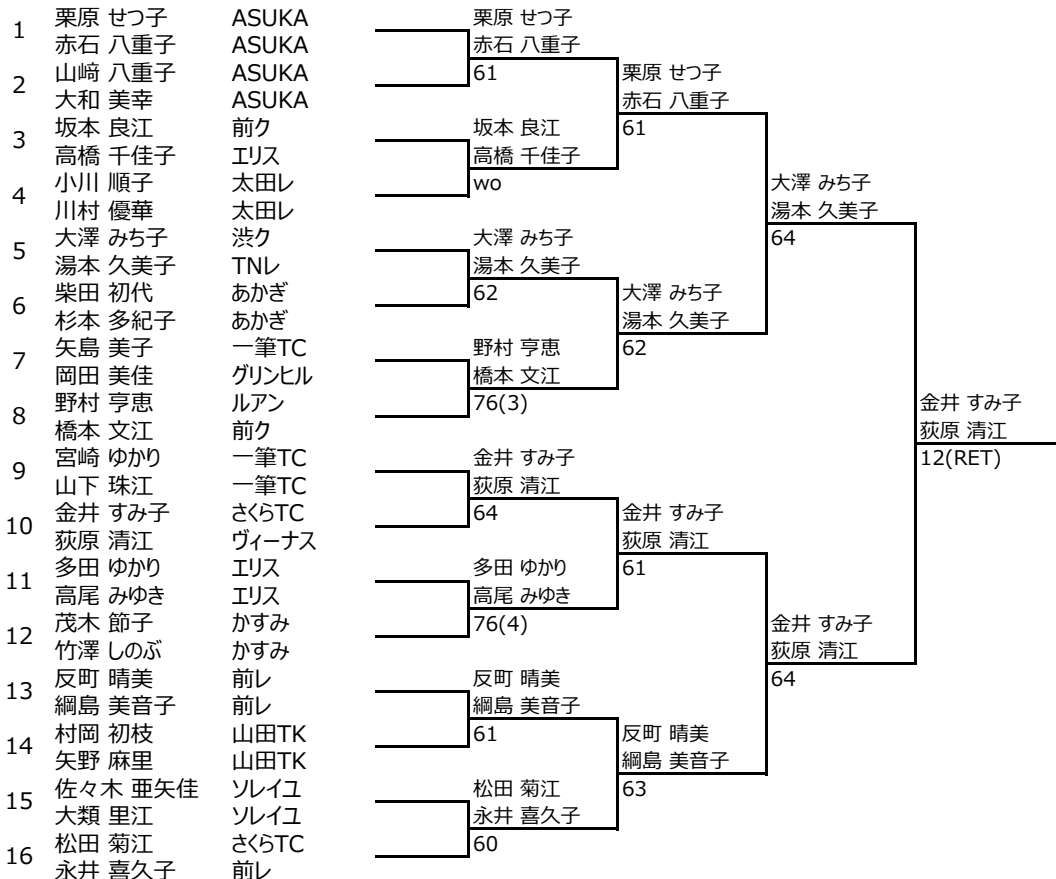 1
栗原 せつ子 ASUKA
赤石 八重子 ASUKA
2
山﨑 八重子 ASUKA
大和 美幸 ASUKA
3
坂本 良江 前ク
高橋 千佳子 エリス
4
小川 順子 太田レ
川村 優華 太田レ
5
大澤 みち子 渋ク
湯本 久美子 TNレ
6
柴田 初代 あかぎ
杉本 多紀子 あかぎ
7
矢島 美子 一筆TC
岡田 美佳 グリンヒル
8
野村 亨恵 ルアン
橋本 文江 前ク
9
宮崎 ゆかり 一筆TC
山下 珠江 一筆TC
10
金井 すみ子 さくらTC
荻原 清江 ヴィーナス
11
多田 ゆかり エリス
高尾 みゆき エリス
12
茂木 節子 かすみ
竹澤 しのぶ かすみ
13
反町 晴美 前レ
綱島 美音子 前レ
14
村岡 初枝 山田TK
矢野 麻里 山田TK
15
佐々木 亜矢佳 ソレイユ
大類 里江 ソレイユ
16
松田 菊江 さくらTC
永井 喜久子 前レ
栗原 せつ子
赤石 八重子
61
坂本 良江
高橋 千佳子
wo
大澤 みち子
湯本 久美子
62
野村 亨恵
橋本 文江
76(3)
金井 すみ子
荻原 清江
64
多田 ゆかり
高尾 みゆき
76(4)
反町 晴美
綱島 美音子
61
松田 菊江
永井 喜久子
60
栗原 せつ子
赤石 八重子
61
大澤 みち子
湯本 久美子
62
金井 すみ子
荻原 清江
61
反町 晴美
綱島 美音子
63
大澤 みち子
湯本 久美子
64
金井 すみ子
荻原 清江
64
金井 すみ子
荻原 清江
12(RET)